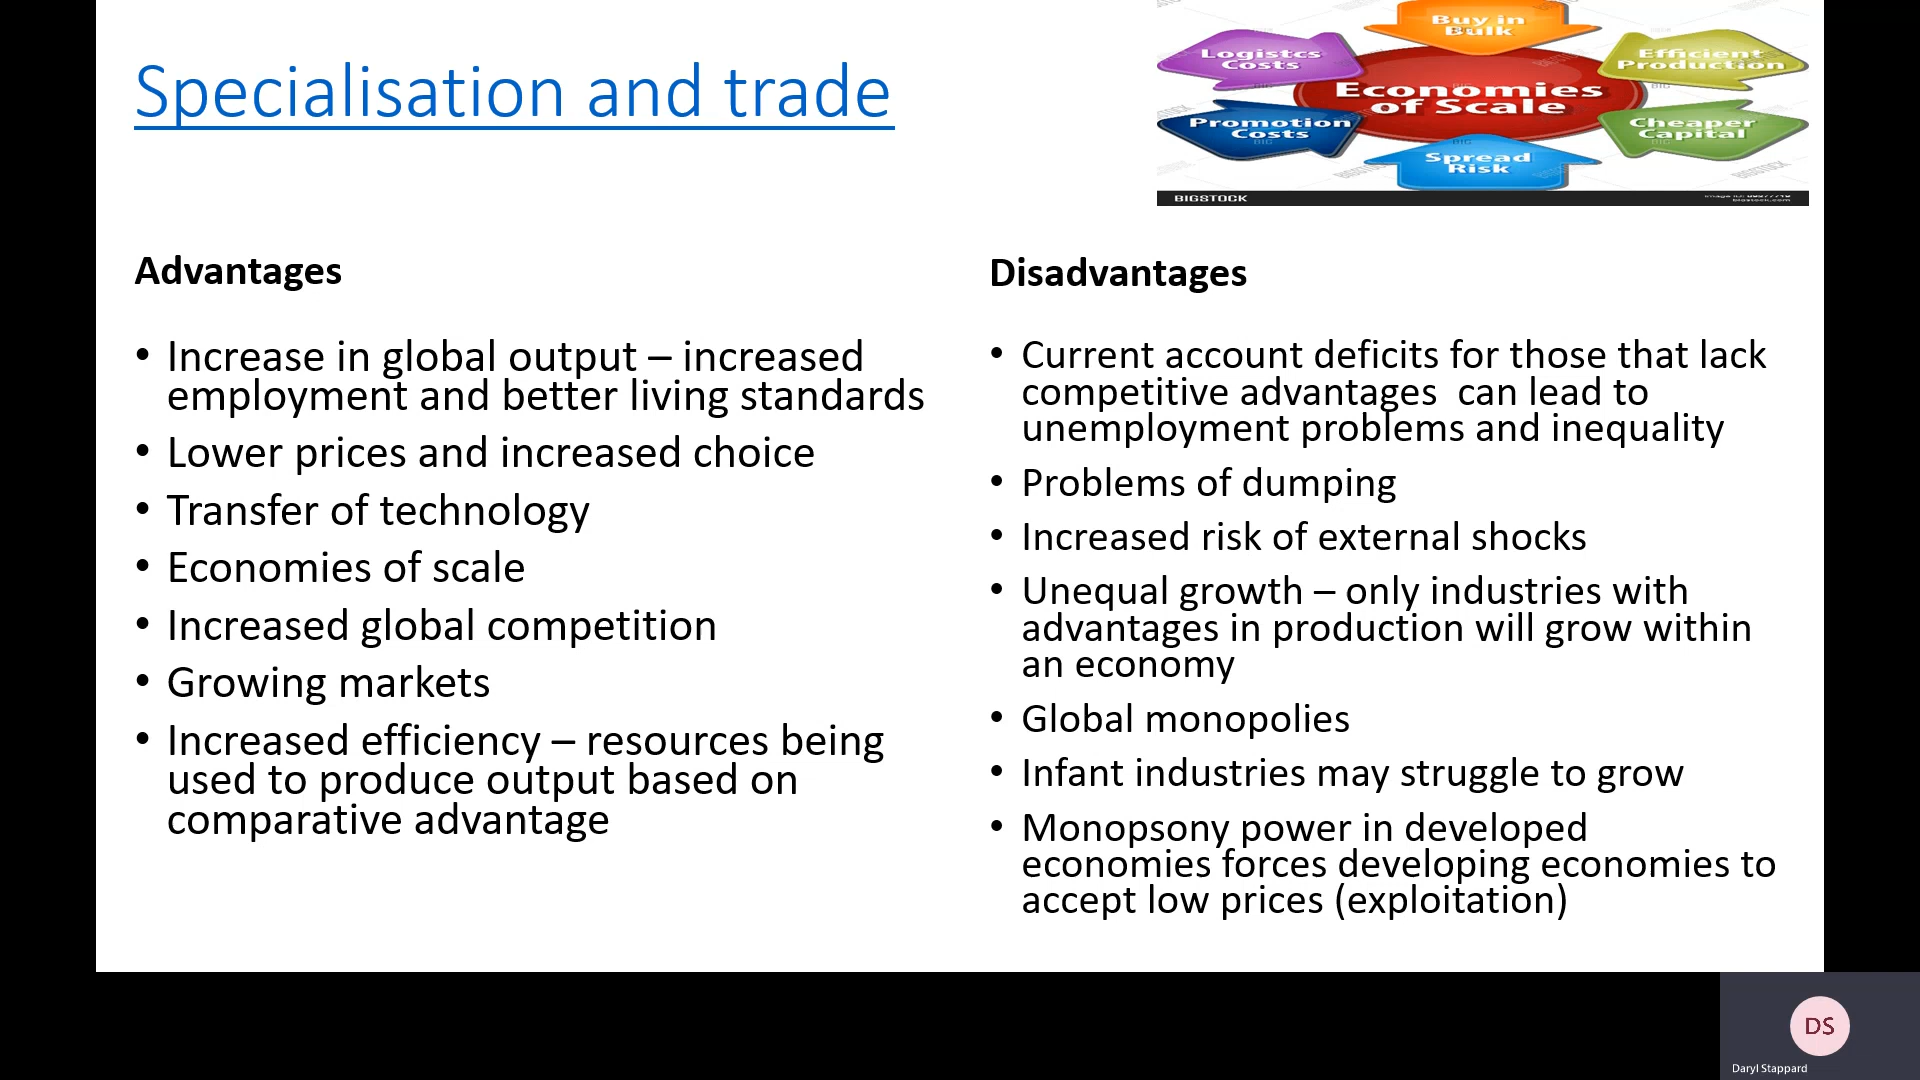 Specialisation and trade
Buy in
Bulk
Logistcs
Costs
Efficient
Production
Economies
of Scale
Promotion
Costs
Cheaper
Capital
Spread
Risk
BIGSTOCK
bigstock.com
Advantages
• Increase in global output – increased
employment and better living standards
• Lower prices and increased choice
• Transfer of technology
• Economies of scale
• Increased global competition
• Growing markets
• Increased efficiency – resources being
used to produce output based on
comparative advantage
Disadvantages
• Current account deficits for those that lack
competitive advantages  can lead to
unemployment problems and inequality
• Problems of dumping
• Increased risk of external shocks
• Unequal growth – only industries with
advantages in production will grow within
an economy
• Global monopolies
• Infant industries may struggle to grow
• Monopsony power in developed
economies forces developing economies to
accept low prices (exploitation)
DS
Daryl Stappard